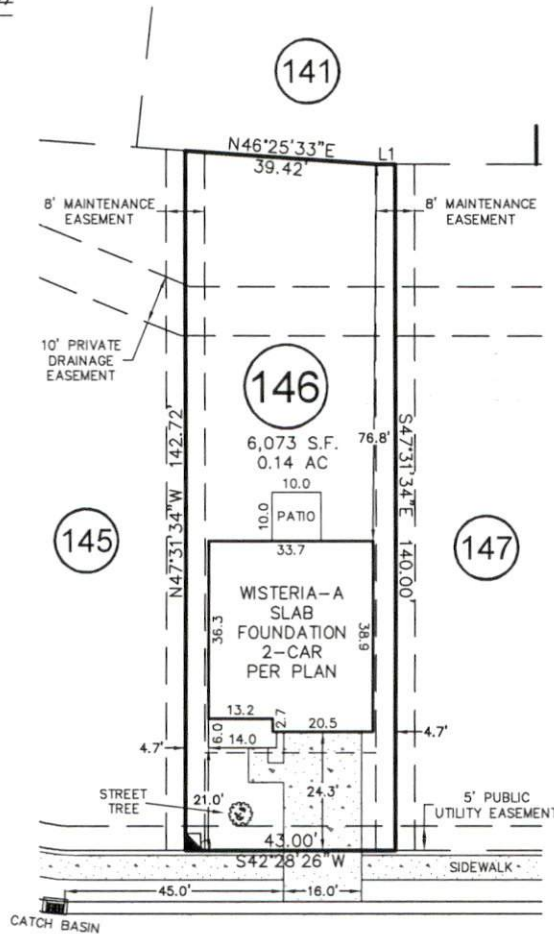 141
N46°25'33"E
39.42'
L1
8' MAINTENANCE
EASEMENT
8' MAINTENANCE
EASEMENT
10' PRIVATE
DRAINAGE
EASEMENT
146
6,073 S.F.
0.14 AC
N47°31'34"W 142.72'
76.8'
S47°31'34"E 140.00'
10.0
10.0
PATIO
145
147
33.7
WISTERIA-A
SLAB
FOUNDATION
2-CAR
PER PLAN
36.3
38.9
13.2
2.7
20.5
6.0
14.0
4.7'
4.7'
24.3'
STREET
TREE
21.0'
5' PUBLIC
UTILITY EASEMENT
43.00'
S42°28'26"W
SIDEWALK
45.0'
16.0'
CATCH BASIN